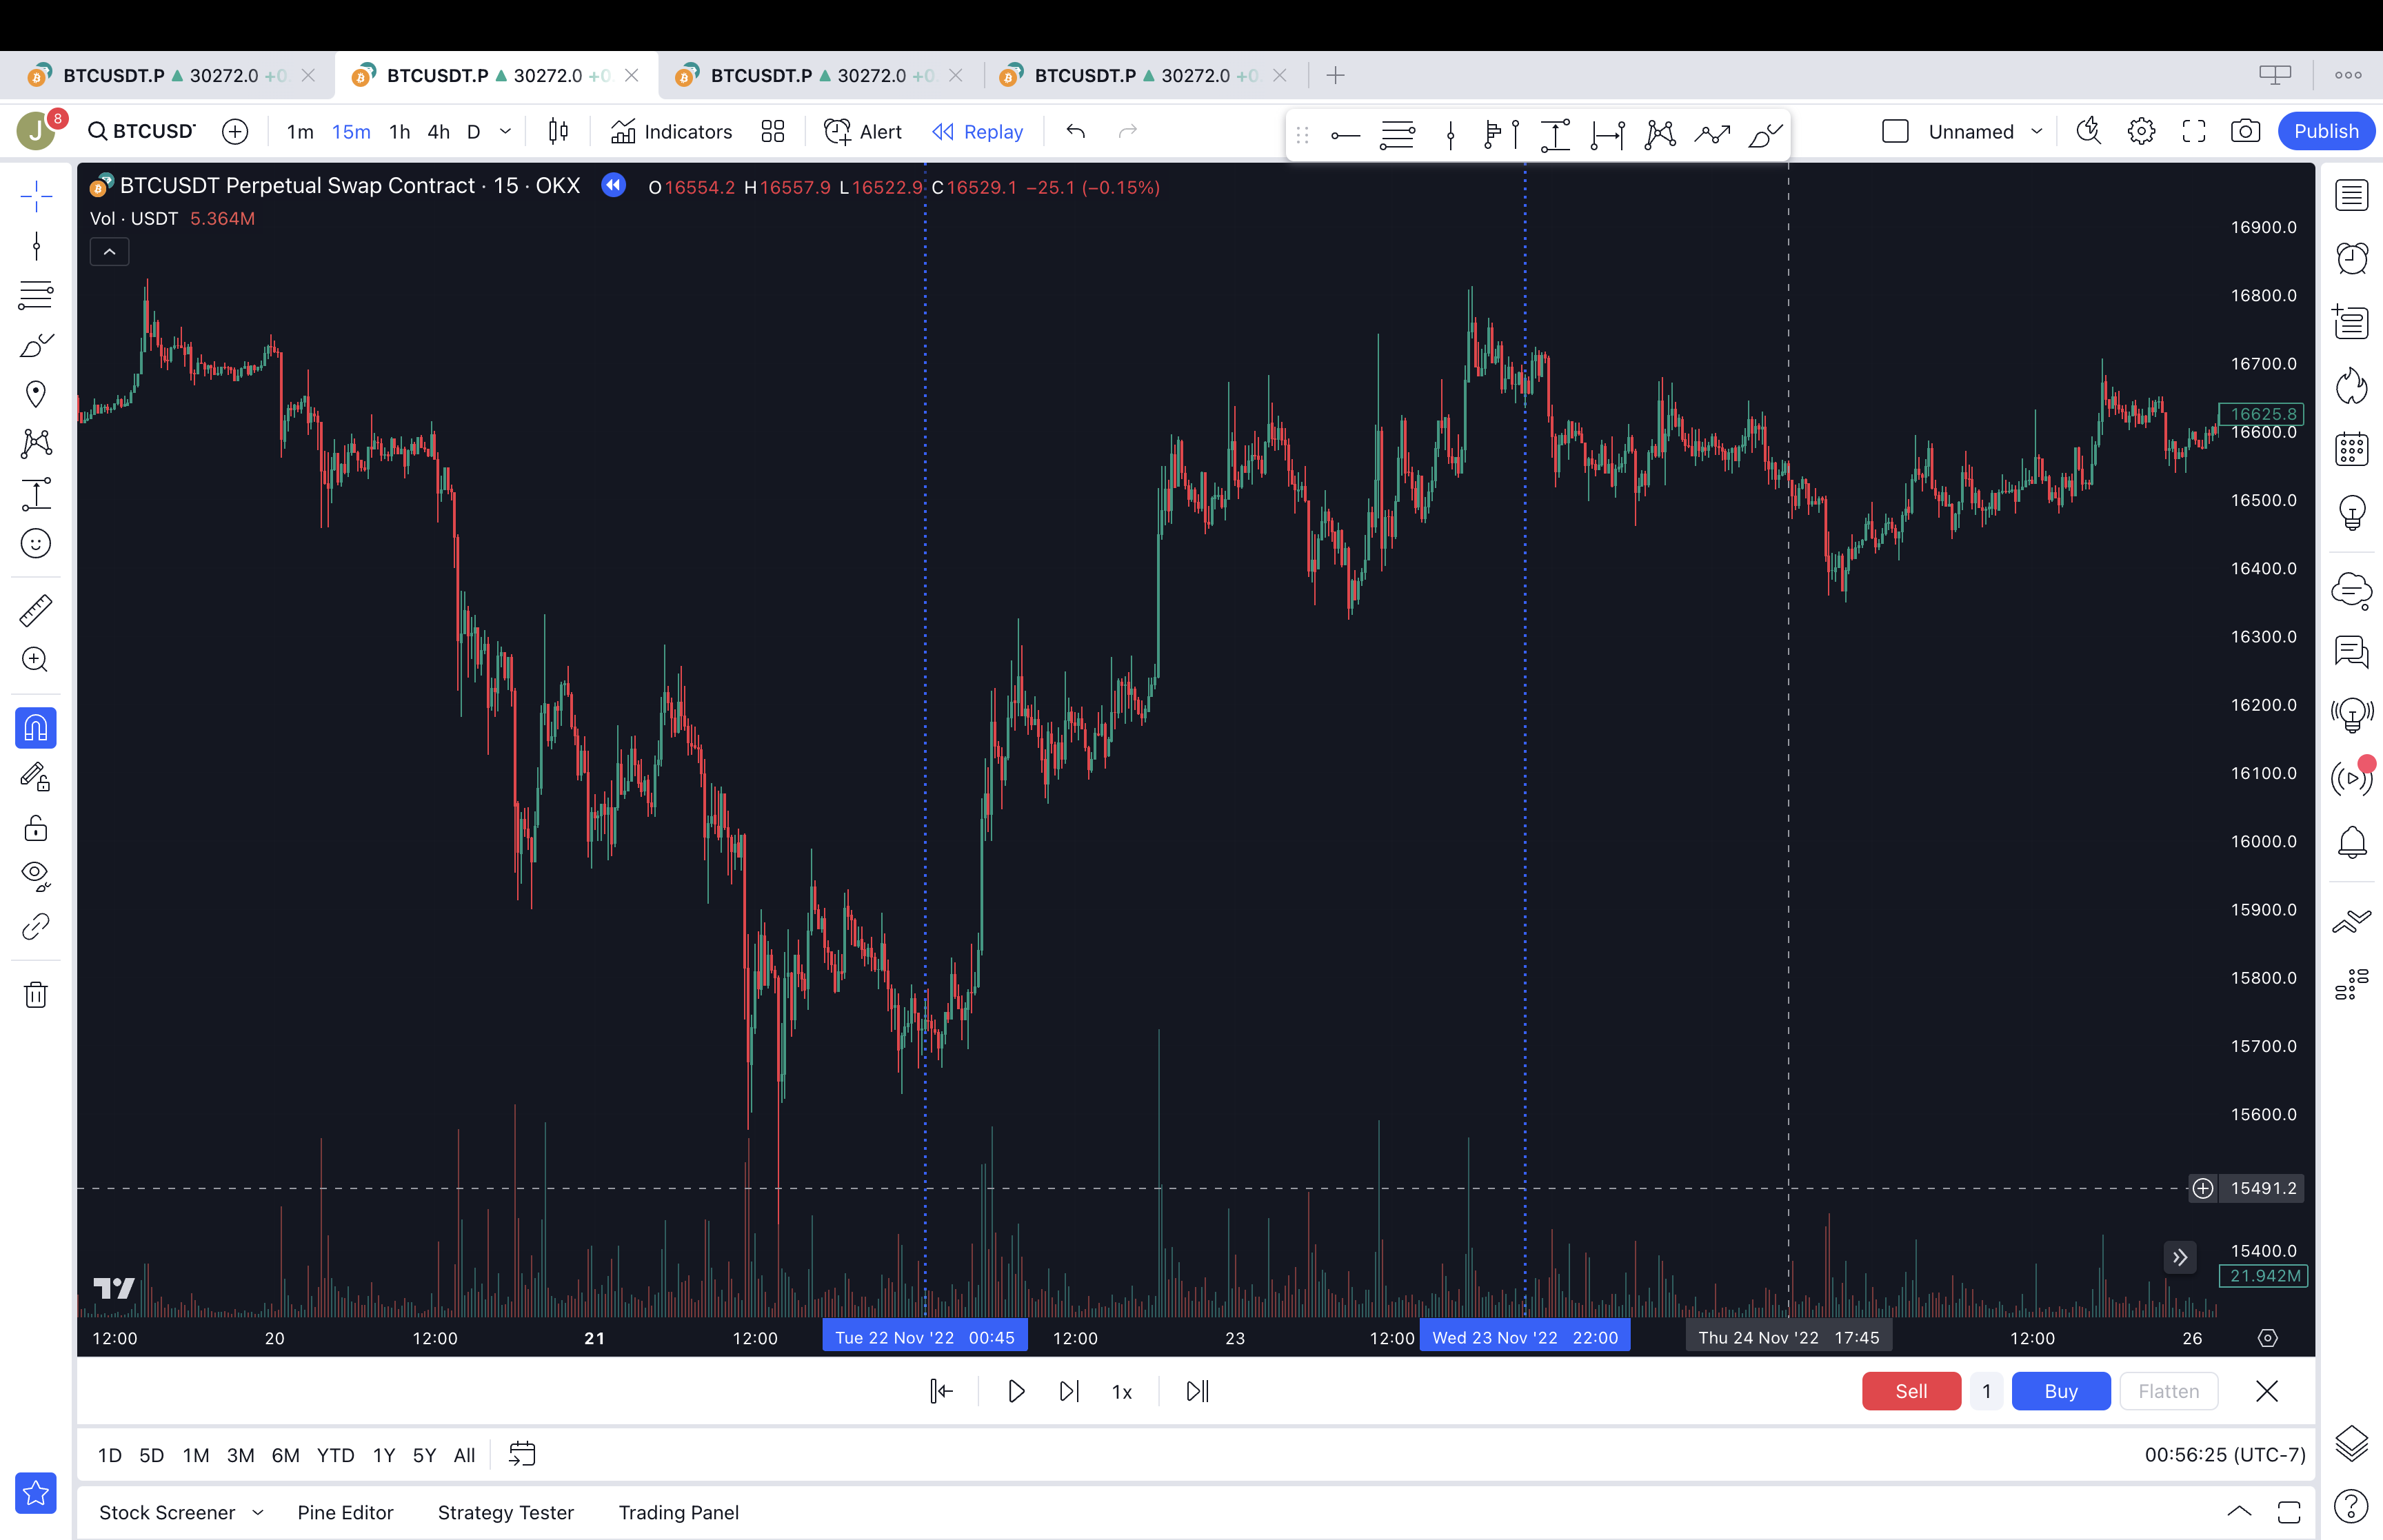 BTCUSDT.P ▲ 30272.0 +0. BTCUSDT.P ▲ 30272.0 +0 BTCUSDT.P ▲ 30272.0 +0. BTCUSDT.P ▲ 30272.0 +0.
J 8 BTCUSD 1m 15m 1h 4h D Indicators Alert Replay Unnamed Publish
BTCUSDT Perpetual Swap Contract · 15 · OKX O16554.2 H16557.9 L16522.9 C16529.1 −25.1 (−0.15%)
Vol · USDT 5.364M
16900.0
16800.0
16700.0
16625.8
16600.0
16500.0
16400.0
16300.0
16200.0
16100.0
16000.0
15900.0
15800.0
15700.0
15600.0
15491.2
15400.0
21.942M
12:00 20 12:00 21 12:00 Tue 22 Nov '22 00:45 12:00 23 12:00 Wed 23 Nov '22 22:00 Thu 24 Nov '22 17:45 12:00 26
1x Sell 1 Buy Flatten
1D 5D 1M 3M 6M YTD 1Y 5Y All 00:56:25 (UTC-7)
Stock Screener Pine Editor Strategy Tester Trading Panel